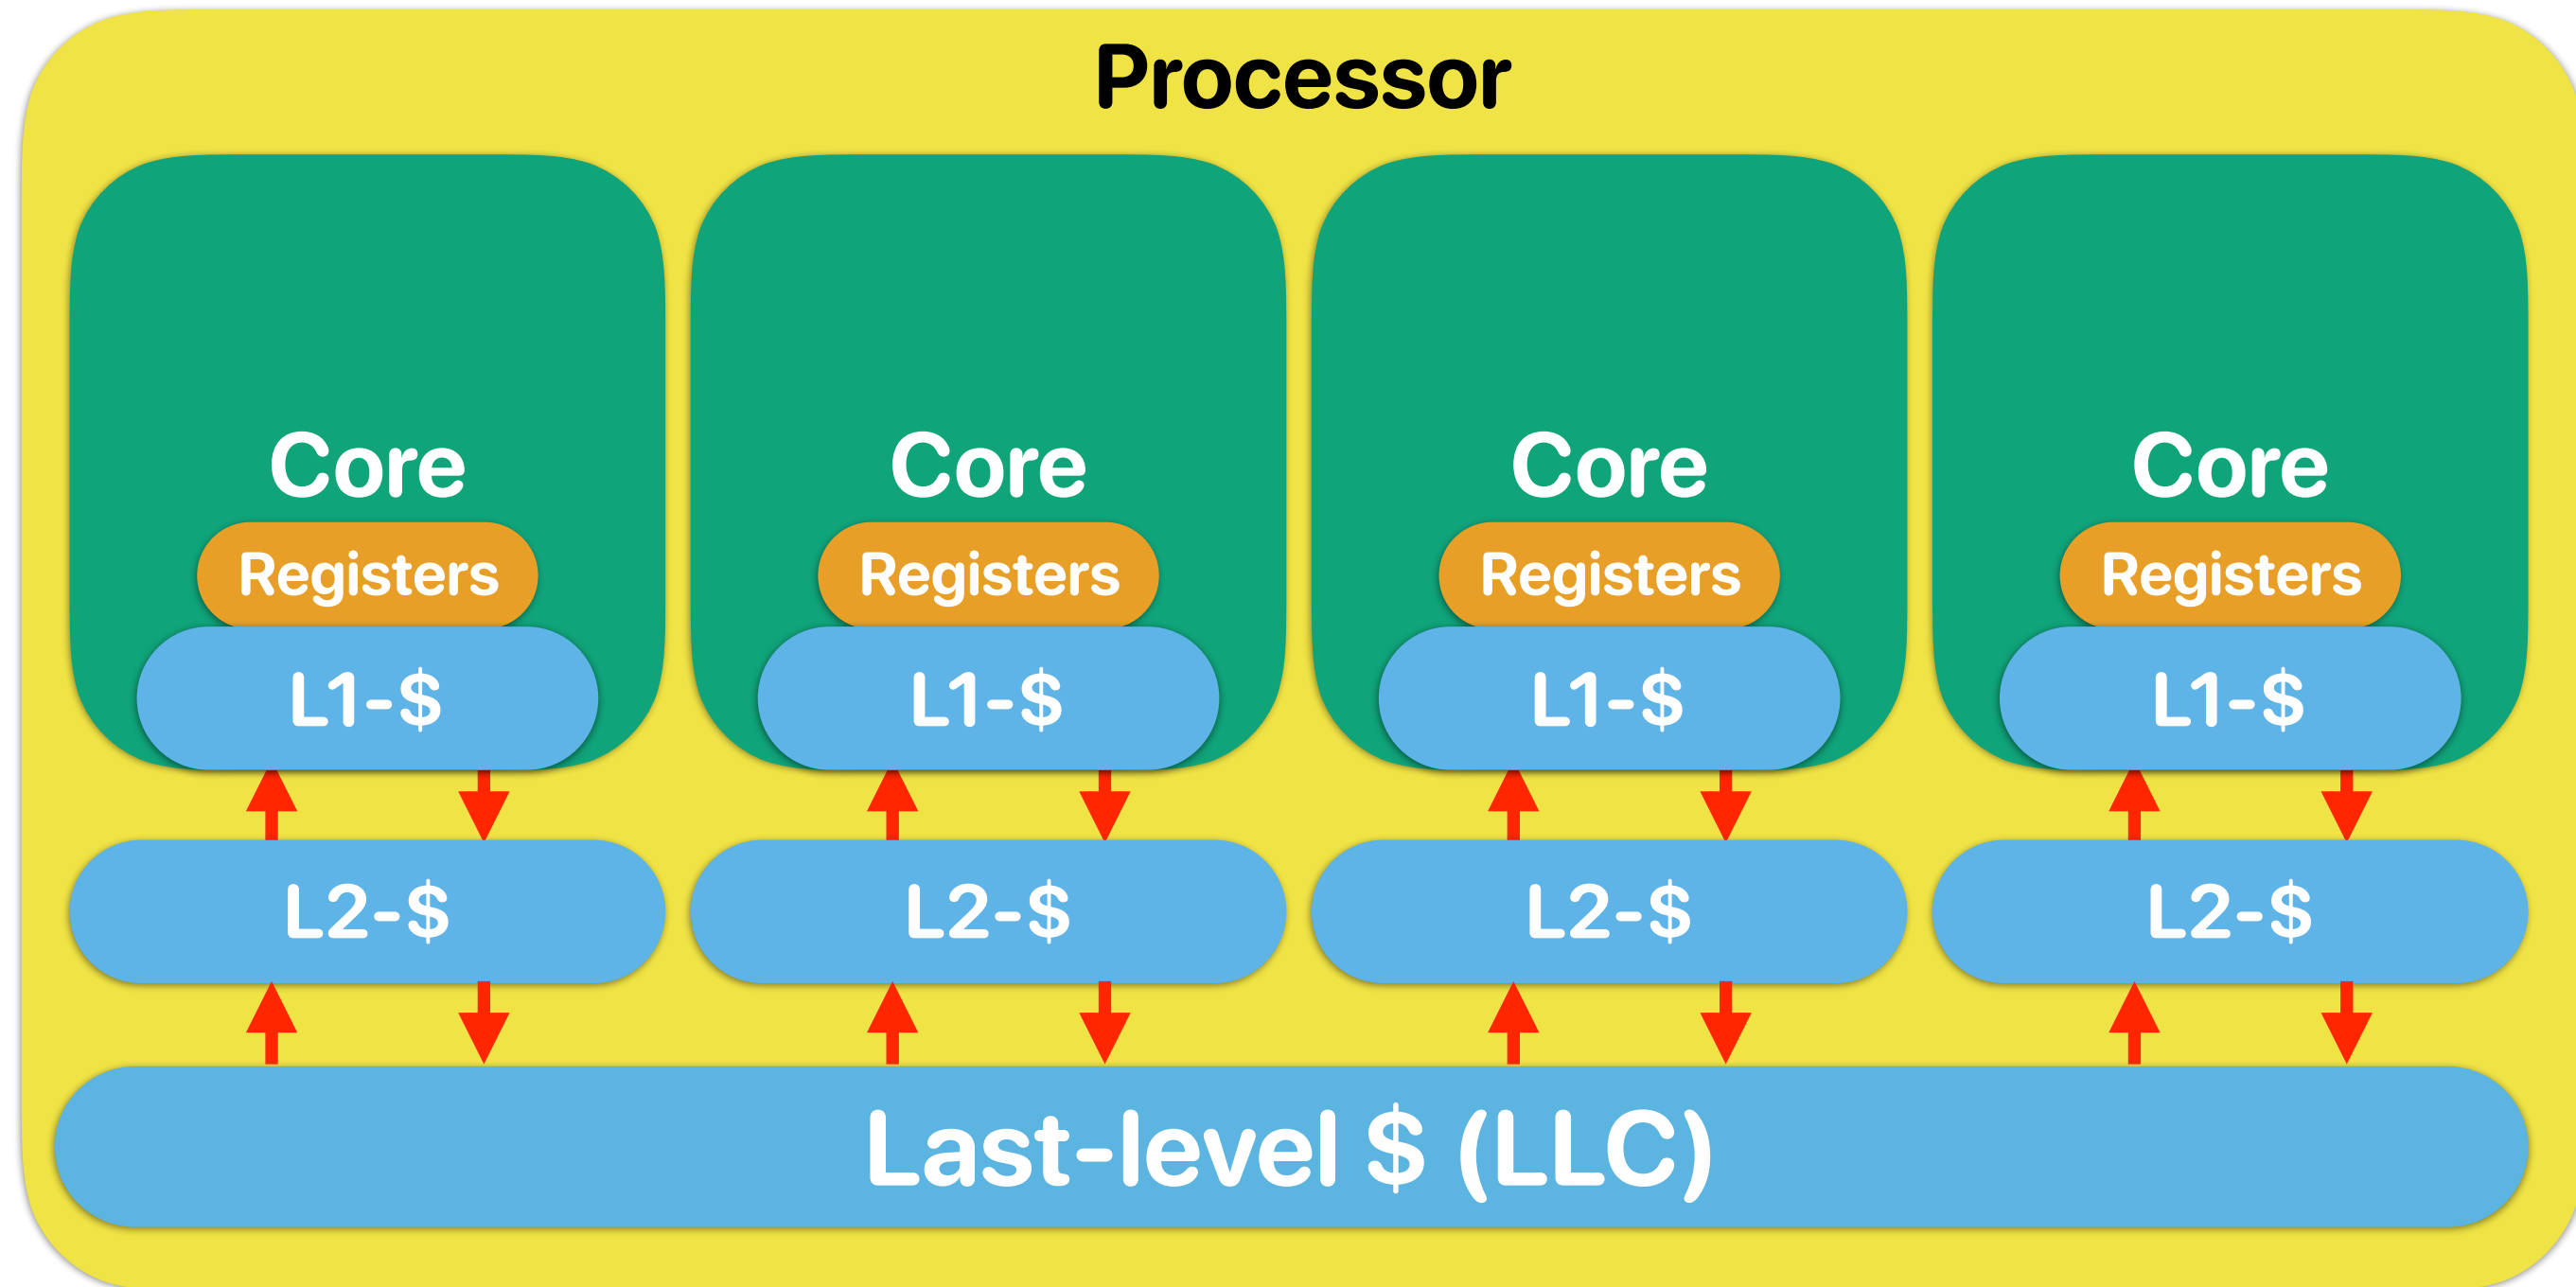 Processor
Core Core Core Core
Registers Registers Registers Registers
L1-$ L1-$ L1-$ L1-$
L2-$ L2-$ L2-$ L2-$
Last-level $ (LLC)